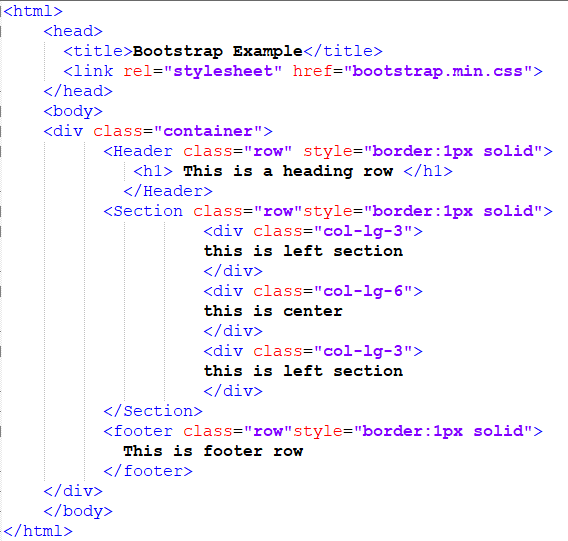 <html>
<head>
<title>Bootstrap Example</title>
<link rel="stylesheet" href="bootstrap.min.css">
</head>
<body>
<div class="container">
<Header class="row" style="border:1px solid">
<h1> This is a heading row </h1>
</Header>
<Section class="row"style="border:1px solid">
<div class="col-lg-3">
this is left section
</div>
<div class="col-lg-6">
this is center
</div>
<div class="col-lg-3">
this is left section
</div>
</Section>
<footer class="row"style="border:1px solid">
This is footer row
</footer>
</div>
</body>
</html>